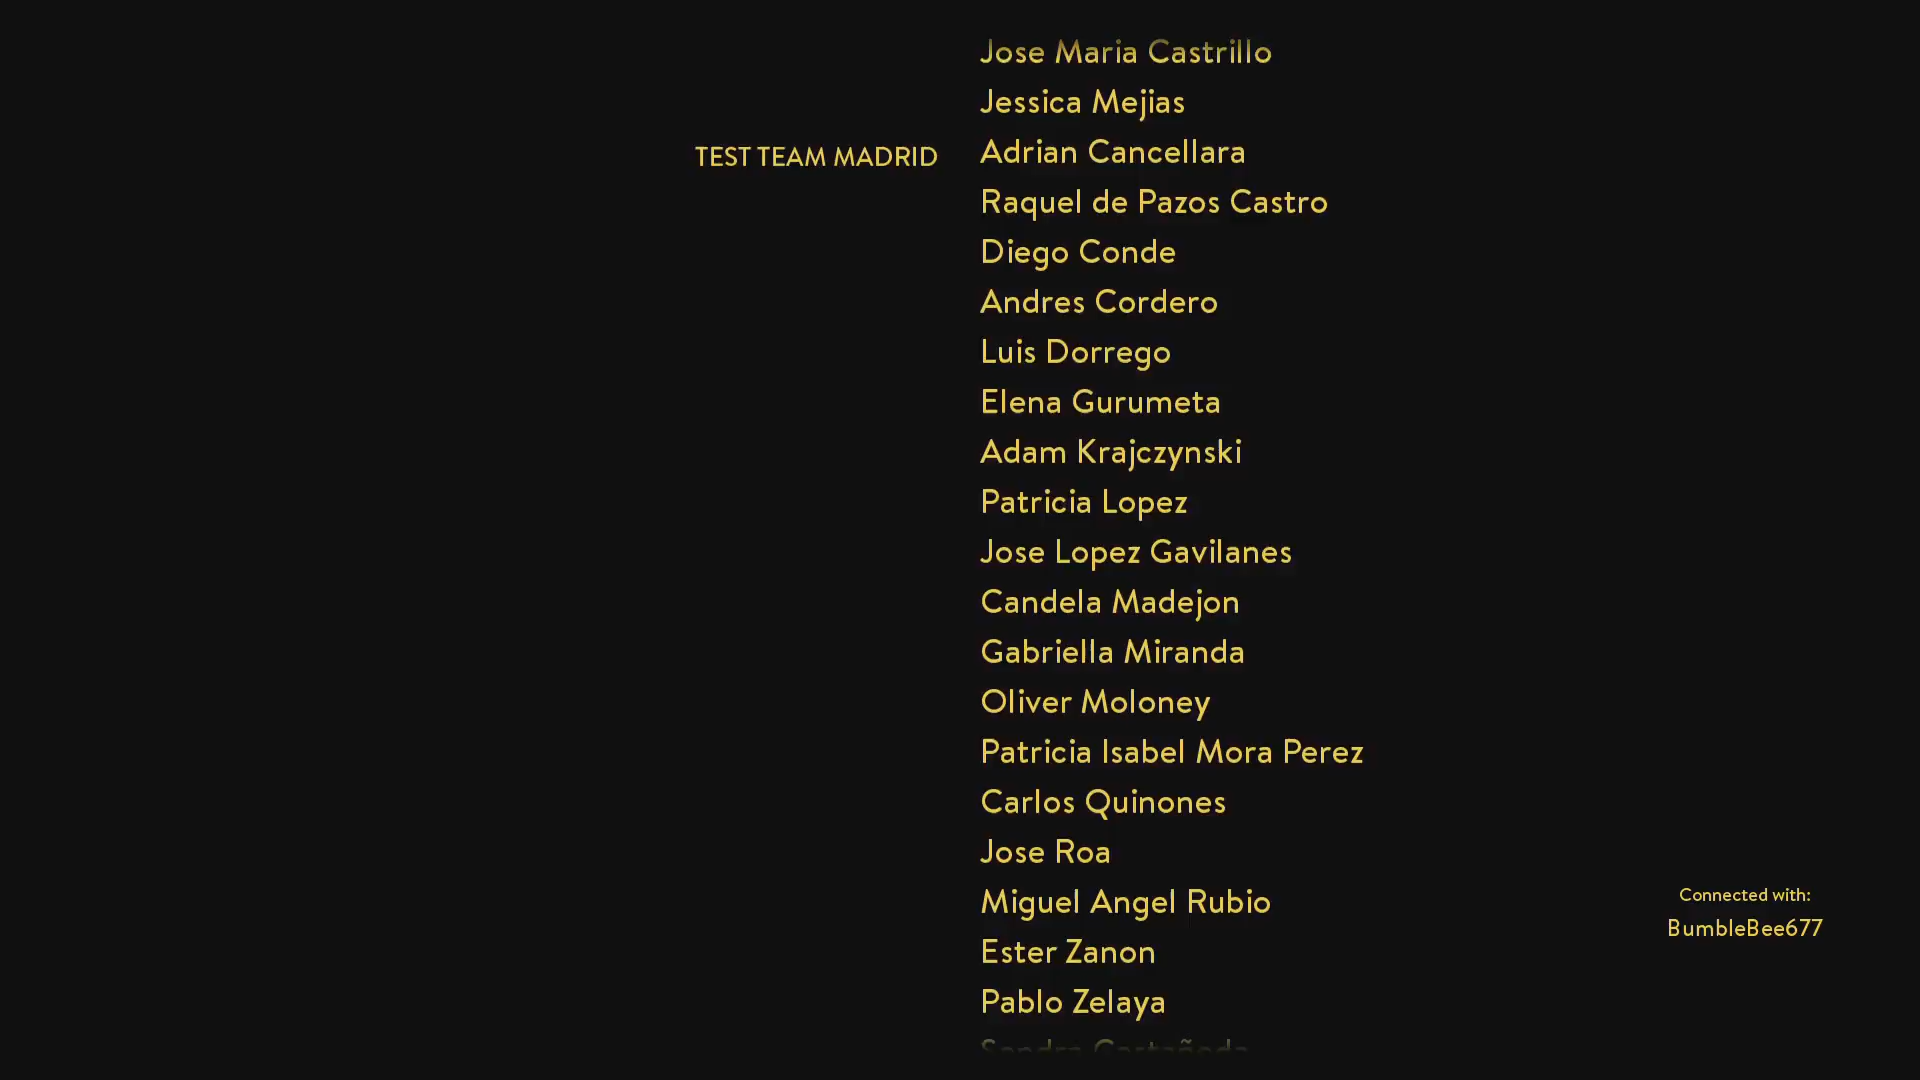 Jose Maria Castrillo
Jessica Mejias
TEST TEAM MADRID Adrian Cancellara
Raquel de Pazos Castro
Diego Conde
Andres Cordero
Luis Dorrego
Elena Gurumeta
Adam Krajczynski
Patricia Lopez
Jose Lopez Gavilanes
Candela Madejon
Gabriella Miranda
Oliver Moloney
Patricia Isabel Mora Perez
Carlos Quinones
Jose Roa
Miguel Angel Rubio
Ester Zanon
Pablo Zelaya
Connected with:
BumbleBee677